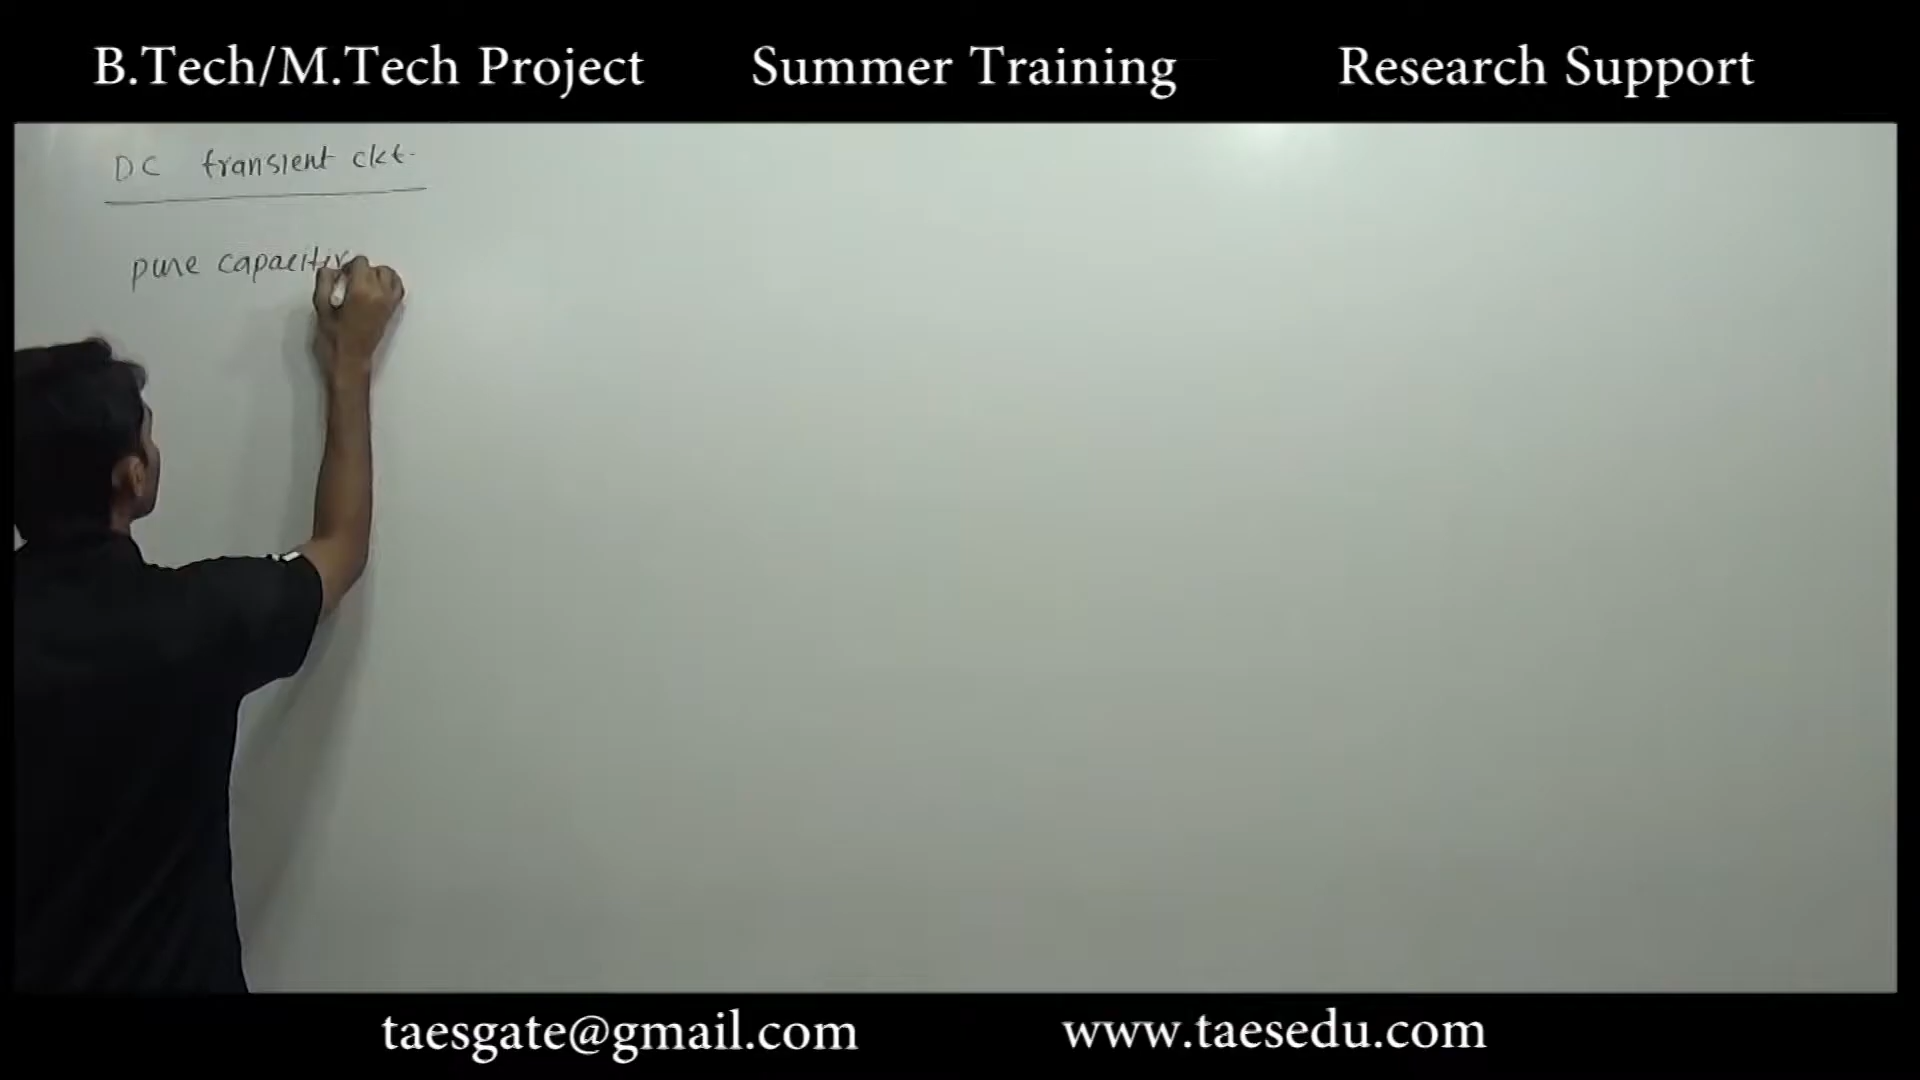 B.Tech/M.Tech Project Summer Training Research Support
DC transient ckt.
pure capacitiv
taesgate@gmail.com www.taesedu.com